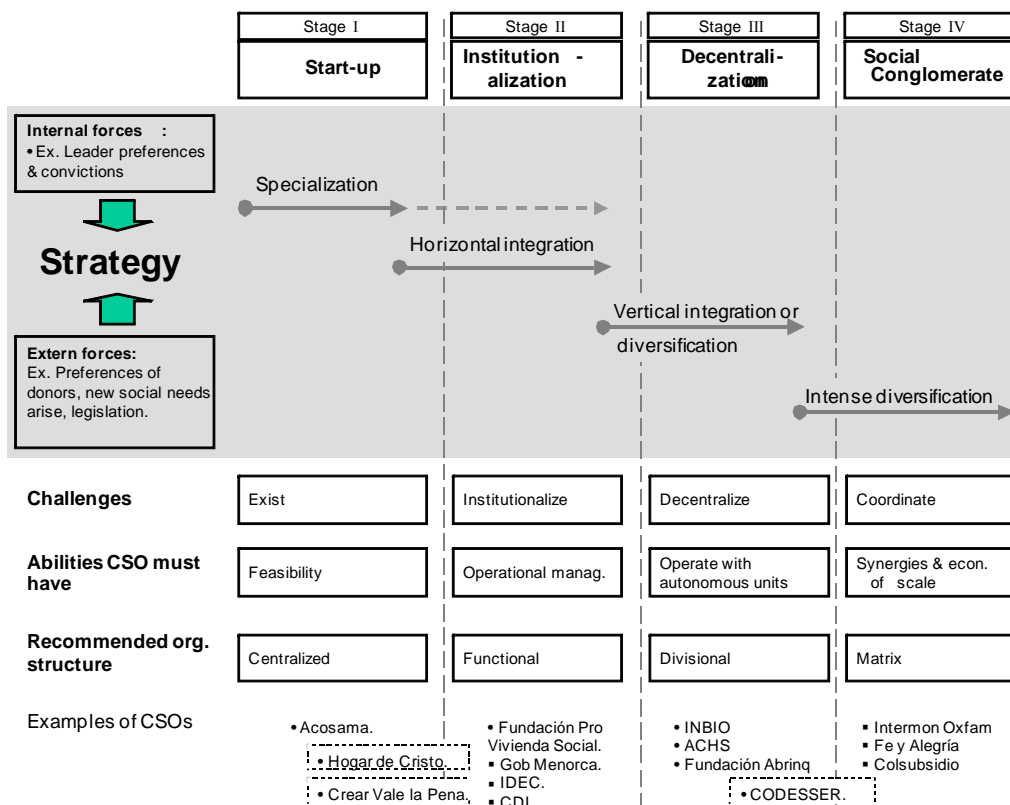 Stage I
Stage II
Stage III
Stage IV
Start-up
Institution -
alization
Decentrali-
zation
Social
Conglomerate
Internal forces :
• Ex. Leader preferences
& convictions
Strategy
Extern forces:
Ex. Preferences of
donors, new social needs
arise, legislation.
Specialization
Horizontal integration
Vertical integration or
diversification
Intense diversification
Challenges
Exist
Institutionalize
Decentralize
Coordinate
Abilities CSO must
have
Feasibility
Operational manag.
Operate with
autonomous units
Synergies & econ.
of scale
Recommended org.
structure
Centralized
Functional
Divisional
Matrix
Examples of CSOs
• Acosama.
• Hogar de Cristo.
• Crear Vale la Pena.
• Fundación Pro
Vivienda Social.
▪ Gob Menorca.
▪ IDEC.
▪ CDI
• INBIO
• ACHS
• Fundación Abrinq
• CODESSER.
▪ Intermon Oxfam
▪ Fe y Alegría
▪ Colsubsidio